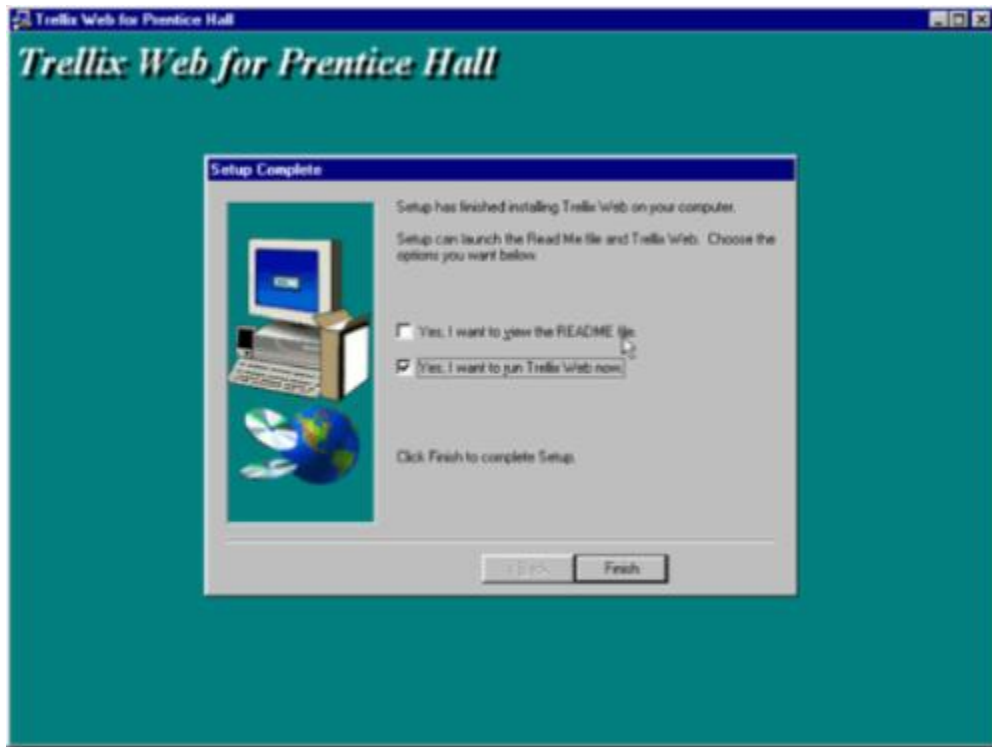 Trellix Web for Prentice Hall
Trellix Web for Prentice Hall
Setup Complete
Setup has finished installing Trellix Web on your computer.
Setup can launch the Read Me file and Trellix Web. Choose the
options you want below.
Yes, I want to view the README file.
Yes, I want to run Trellix Web now.
Click Finish to complete Setup.
< Back
Finish